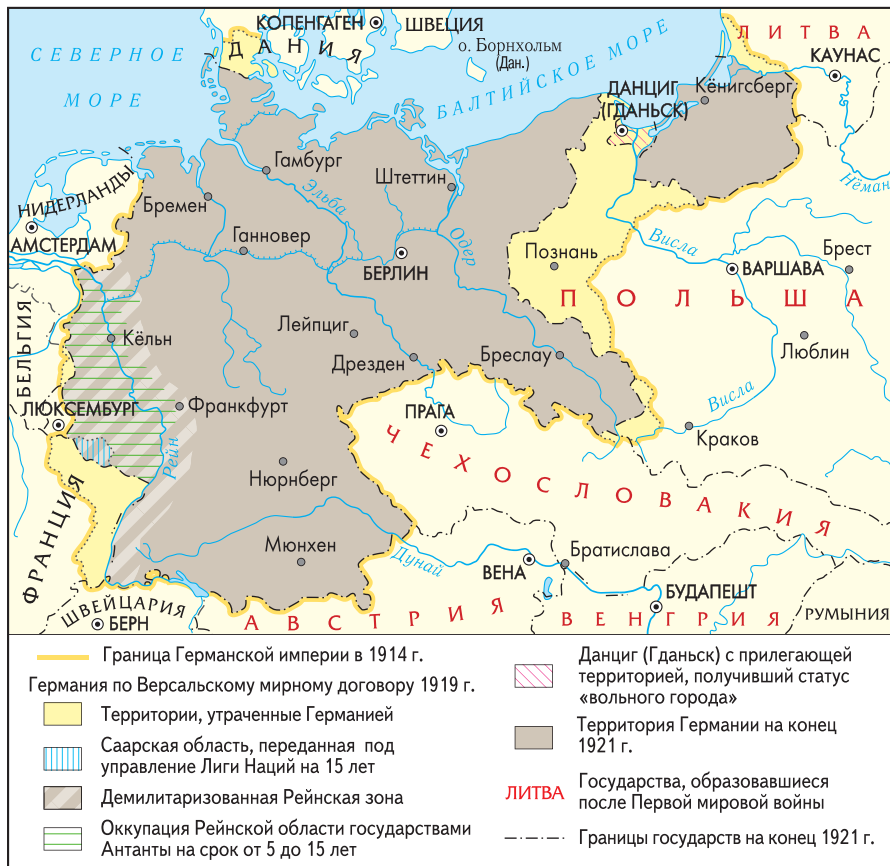 КОПЕНГАГЕН
ШВЕЦИЯ
ДАНИЯ
о. Борнхольм
(Дан.)
СЕВЕРНОЕ
МОРЕ
БАЛТИЙСКОЕ МОРЕ
ЛИТВА
КАУНАС
ДАНЦИГ
(ГДАНЬСК)
Кёнигсберг
Нёман
НИДЕРЛАНДЫ
АМСТЕРДАМ
Гамбург
Бремен
Эльба
Штеттин
Ганновер
БЕРЛИН
Одер
Познань
Висла
ВАРШАВА
Брест
ПОЛЬША
БЕЛЬГИЯ
Кёльн
Лейпциг
Дрезден
Бреслау
Люблин
ЛЮКСЕМБУРГ
Франкфурт
ПРАГА
Висла
Краков
Рейн
Нюрнберг
ЧЕХОСЛОВАКИЯ
ФРАНЦИЯ
Мюнхен
Дунай
ВЕНА
Братислава
БУДАПЕШТ
ШВЕЙЦАРИЯ
БЕРН
АВСТРИЯ
ВЕНГРИЯ
РУМЫНИЯ
Граница Германской империи в 1914 г.
Германия по Версальскому мирному договору 1919 г.
Территории, утраченные Германией
Саарская область, переданная под
управление Лиги Наций на 15 лет
Демилитаризованная Рейнская зона
Оккупация Рейнской области государствами
Антанты на срок от 5 до 15 лет
Данциг (Гданьск) с прилегающей
территорией, получивший статус
«вольного города»
Территория Германии на конец
1921 г.
ЛИТВА
Государства, образовавшиеся
после Первой мировой войны
Границы государств на конец 1921 г.